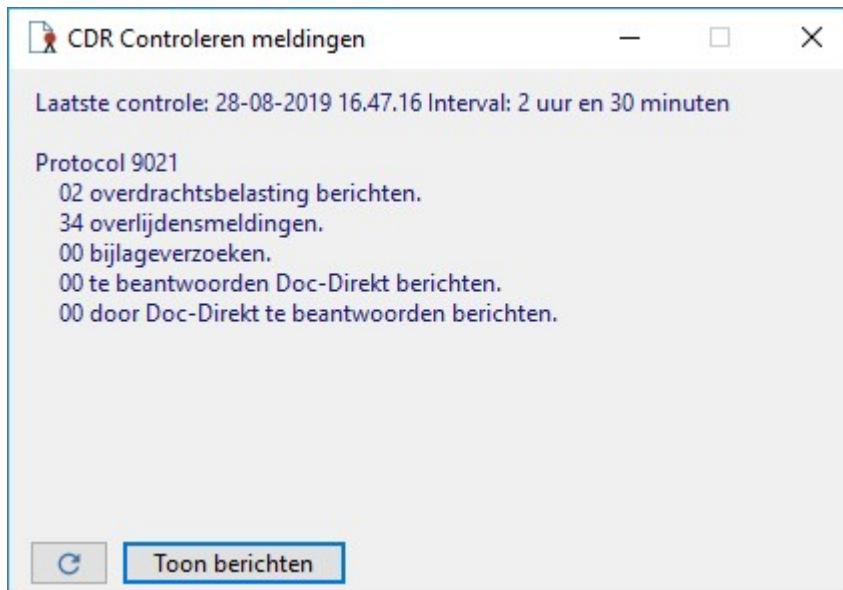 CDR Controleren meldingen
Laatste controle: 28-08-2019 16.47.16 Interval: 2 uur en 30 minuten
Protocol 9021
02 overdrachtsbelasting berichten.
34 overlijdensmeldingen.
00 bijlageverzoeken.
00 te beantwoorden Doc-Direkt berichten.
00 door Doc-Direkt te beantwoorden berichten.
Toon berichten